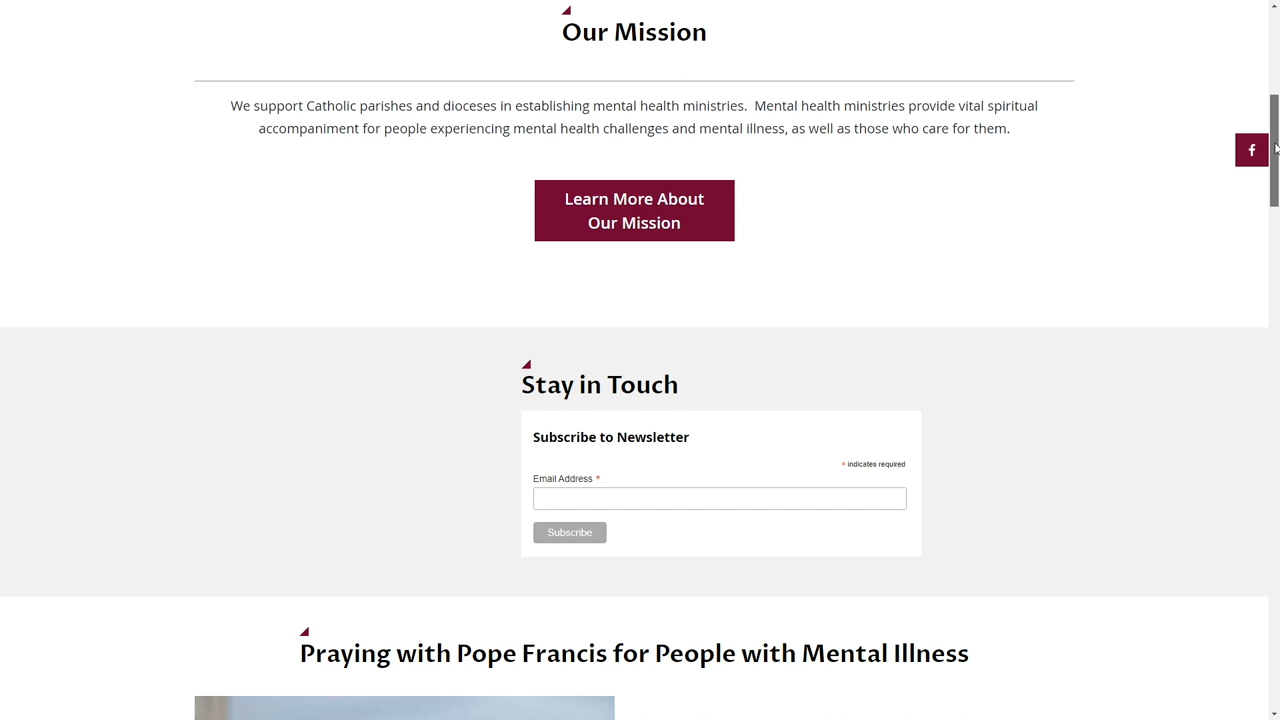 Our Mission
We support Catholic parishes and dioceses in establishing mental health ministries.  Mental health ministries provide vital spiritual
accompaniment for people experiencing mental health challenges and mental illness, as well as those who care for them.
Learn More About
Our Mission
Stay in Touch
Subscribe to Newsletter
* indicates required
Email Address *
Subscribe
Praying with Pope Francis for People with Mental Illness